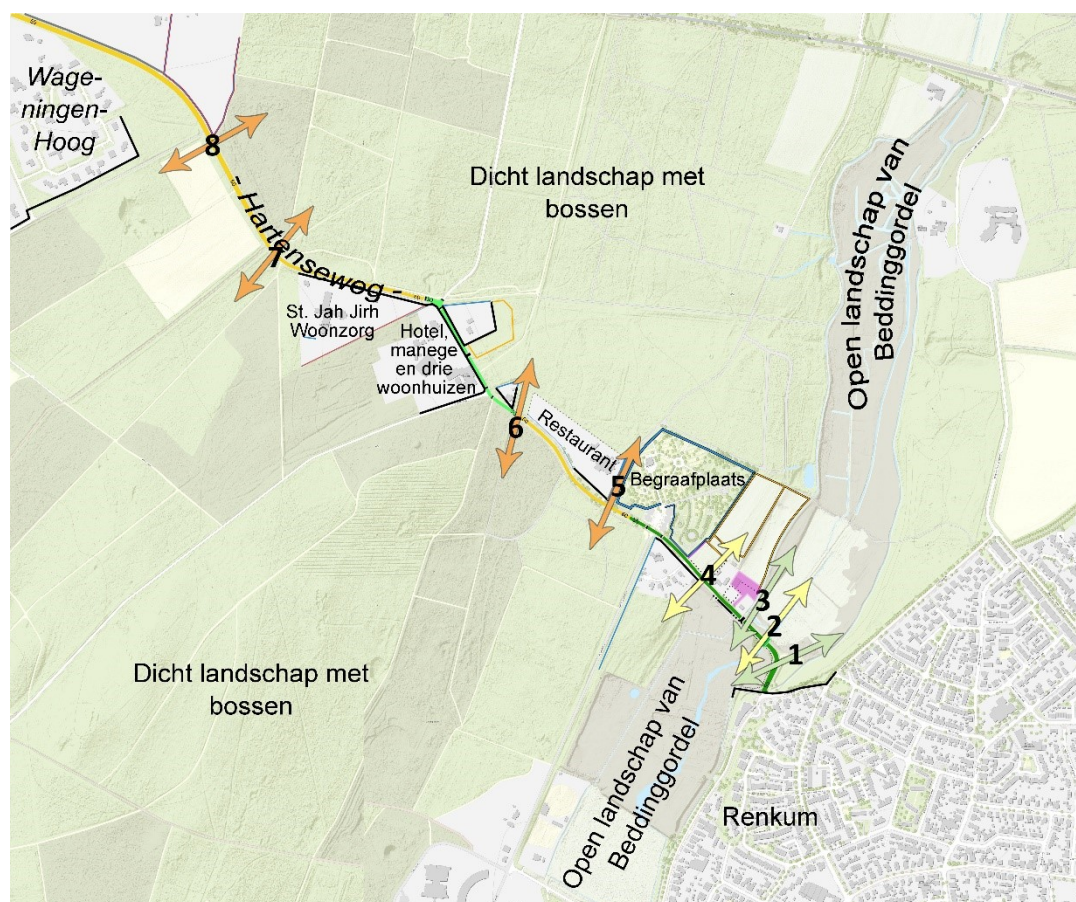 Wage-
ningen-
Hoog
8
- Hartenseweg -
7
Dicht landschap met
bossen
Open landschap van
Beddinggordel
St. Jah Jirh
Woonzorg
Hotel,
manege
en drie
woonhuizen
6
Restaurant
5
Begraafplaats
4
3
2
1
Dicht landschap met
bossen
Open landschap van
Beddinggordel
Renkum